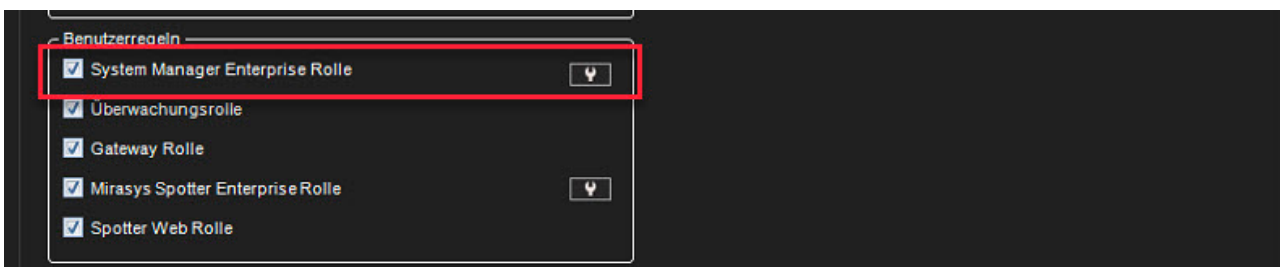 Benutzerregeln
System Manager Enterprise Rolle
Überwachungsrolle
Gateway Rolle
Mirasys Spotter Enterprise Rolle
Spotter Web Rolle